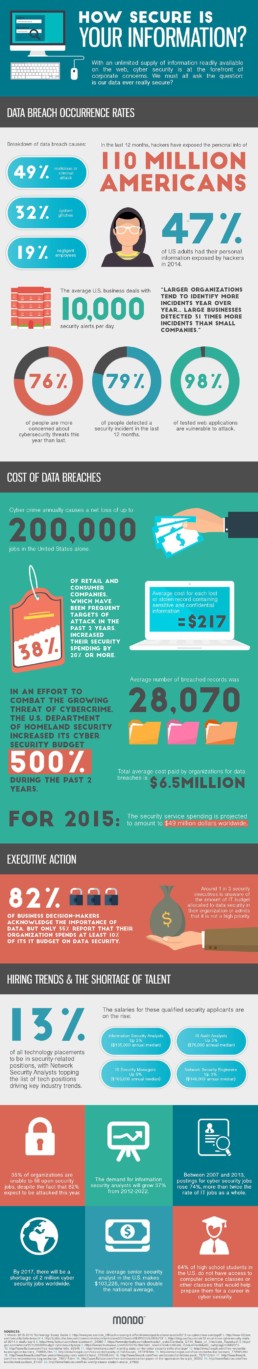 HOW SECURE IS
YOUR INFORMATION?
With an unlimited supply of information readily available
on the web, cyber security is at the forefront of
corporate concerns. We must all ask the question:
is our data ever really secure?
DATA BREACH OCCURRENCE RATES
Breakdown of data breach causes:
49%
32% system glitches
19% negligent employees
In the last 12 months, hackers have exposed the personal info of
110 MILLION
AMERICANS
47%
of US adults had their personal
information exposed by hackers
in 2014.
The average U.S. business deals with
10,000
security alerts per day
"LARGER ORGANIZATIONS
TEND TO IDENTIFY MORE
INCIDENTS YEAR OVER
YEAR... LARGE BUSINESSES
DETECTED 31 TIMES MORE
INCIDENTS THAN SMALL
COMPANIES."
76%
of people are more
concerned about
cybersecurity threats this
year than last.
79%
of people detected a
security incident in the last
12 months.
98%
of tested web applications
are vulnerable to attack.
COST OF DATA BREACHES
Cyber crime annually causes a net loss of up to
200,000
jobs in the United States alone.
38%
OF RETAIL AND
CONSUMER
COMPANIES,
WHICH HAVE
BEEN FREQUENT
TARGETS OF
ATTACK IN THE
PAST 2 YEARS,
INCREASED
THEIR SECURITY
SPENDING BY
20% OR MORE.
Average cost for each lost
or stolen record containing
sensitive and confidential
information
=$217
IN AN EFFORT TO
COMBAT THE GROWING
THREAT OF CYBERCRIME,
THE U.S. DEPARTMENT
OF HOMELAND SECURITY
INCREASED ITS CYBER
SECURITY BUDGET
500%
DURING THE PAST 2
YEARS.
Average number of breached records was
28,070
Total average cost paid by organizations for data
breaches is $6.5MILLION
FOR 2015: The security service spending is projected
to amount to $49 million dollars worldwide.
EXECUTIVE ACTION
82%
OF BUSINESS DECISION-MAKERS
ACKNOWLEDGE THE IMPORTANCE OF
DATA, BUT ONLY 35% REPORT THAT THEIR
ORGANIZATION SPENDS AT LEAST 10%
OF ITS IT BUDGET ON DATA SECURITY.
Around 1 in 3 security
executives is unaware of
the amount of IT budget
allocated to data security in
their organization or admits
that it is not a high priority.
HIRING TRENDS & THE SHORTAGE OF TALENT
13%
of all technology placements
to be in security-related
positions, with Network
Security Analysts topping
the list of tech positions
driving key industry trends.
The salaries for these qualified security applicants are
on the rise:
Information Security Analysts
IT Security Managers
Network Security Engineers
35% of organizations are
unable to fill open security
jobs, despite the fact that 82%
expect to be attacked this year.
The demand for information
security analysts will grow 37%
from 2012-2022.
Between 2007 and 2013,
postings for cyber security jobs
rose 74%, more than twice the
rate of IT jobs as a whole.
By 2017, there will be a
shortage of 2 million cyber
security jobs worldwide.
The average senior security
analyst in the U.S. makes
$103,226, more than double
the national average.
64% of high school students in
the U.S. do not have access to
computer science classes or
other classes that would help
prepare them for a career in
cyber security.
mondo
SOURCES: